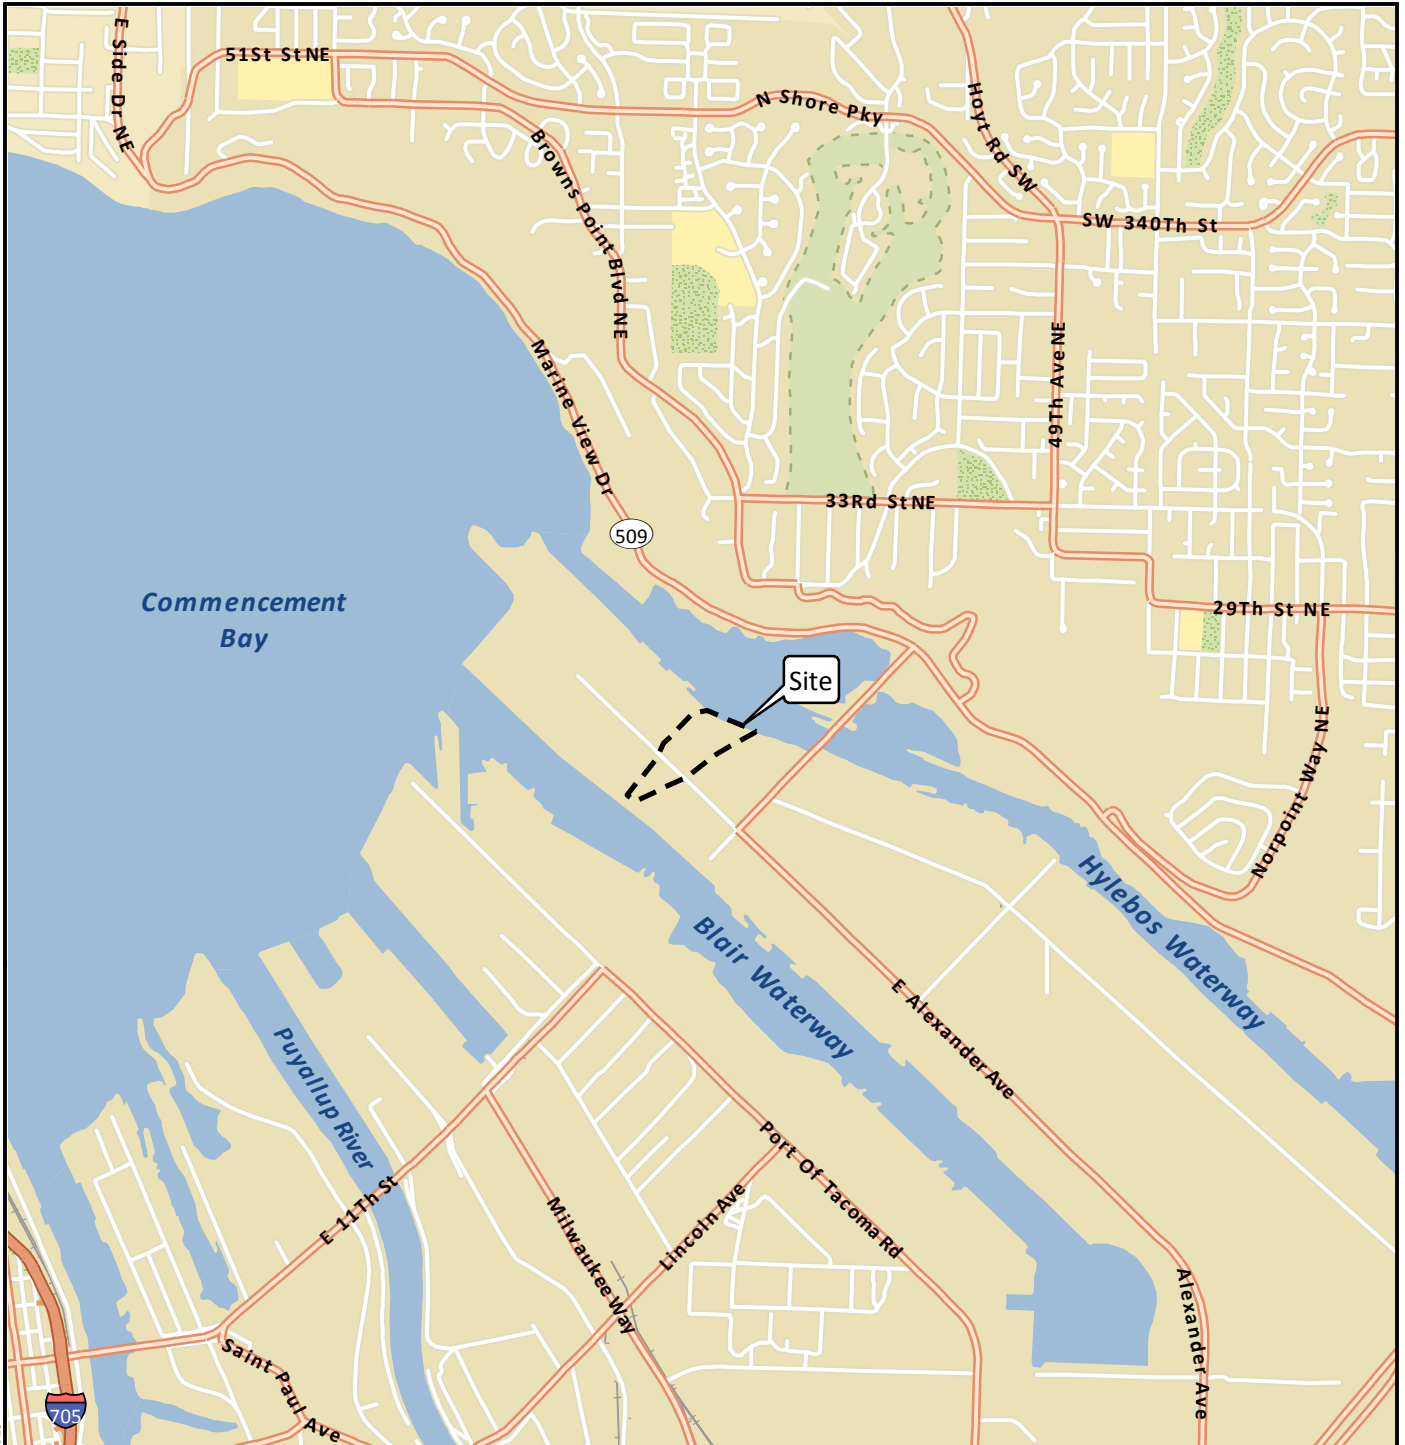 E Side Dr NE
51St St NE
N Shore Pky
Hoyt Rd SW
Browns Point Blvd NE
SW 340Th St
Marine View Dr
49Th Ave NE
33Rd St NE
509
Commencement
Bay
29Th St NE
Site
Norpoint Way NE
Hylebos Waterway
Blair Waterway
E Alexander Ave
Puyallup River
Port Of Tacoma Rd
E 11Th St
Milwaukee Way
Lincoln Ave
Alexander Ave
Saint Paul Ave
705